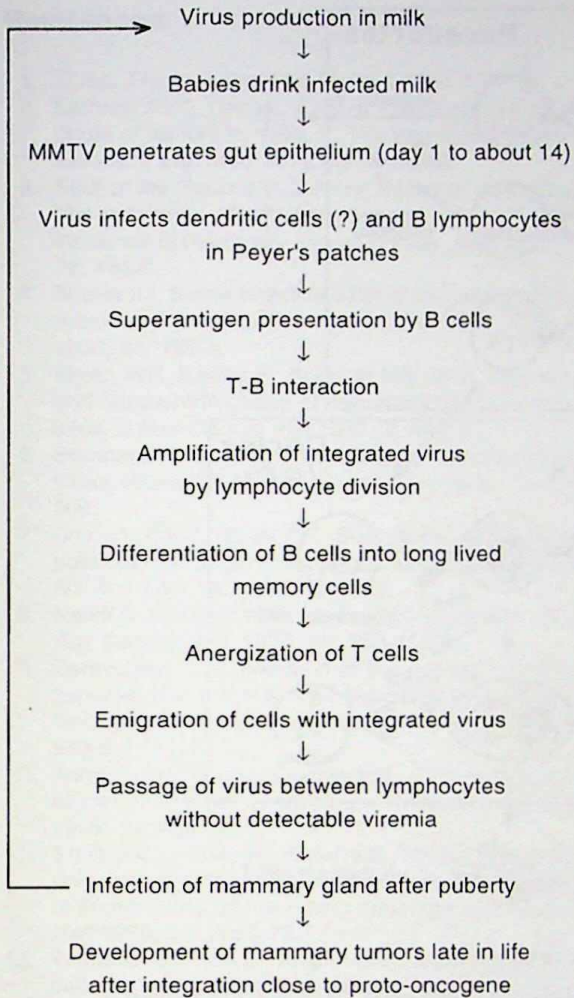 Virus production in milk
↓
Babies drink infected milk
↓
MMTV penetrates gut epithelium (day 1 to about 14)
↓
Virus infects dendritic cells (?) and B lymphocytes
in Peyer's patches
↓
Superantigen presentation by B cells
↓
T-B interaction
↓
Amplification of integrated virus
by lymphocyte division
↓
Differentiation of B cells into long lived
memory cells
↓
Anergization of T cells
↓
Emigration of cells with integrated virus
↓
Passage of virus between lymphocytes
without detectable viremia
↓
Infection of mammary gland after puberty
↓
Development of mammary tumors late in life
after integration close to proto-oncogene